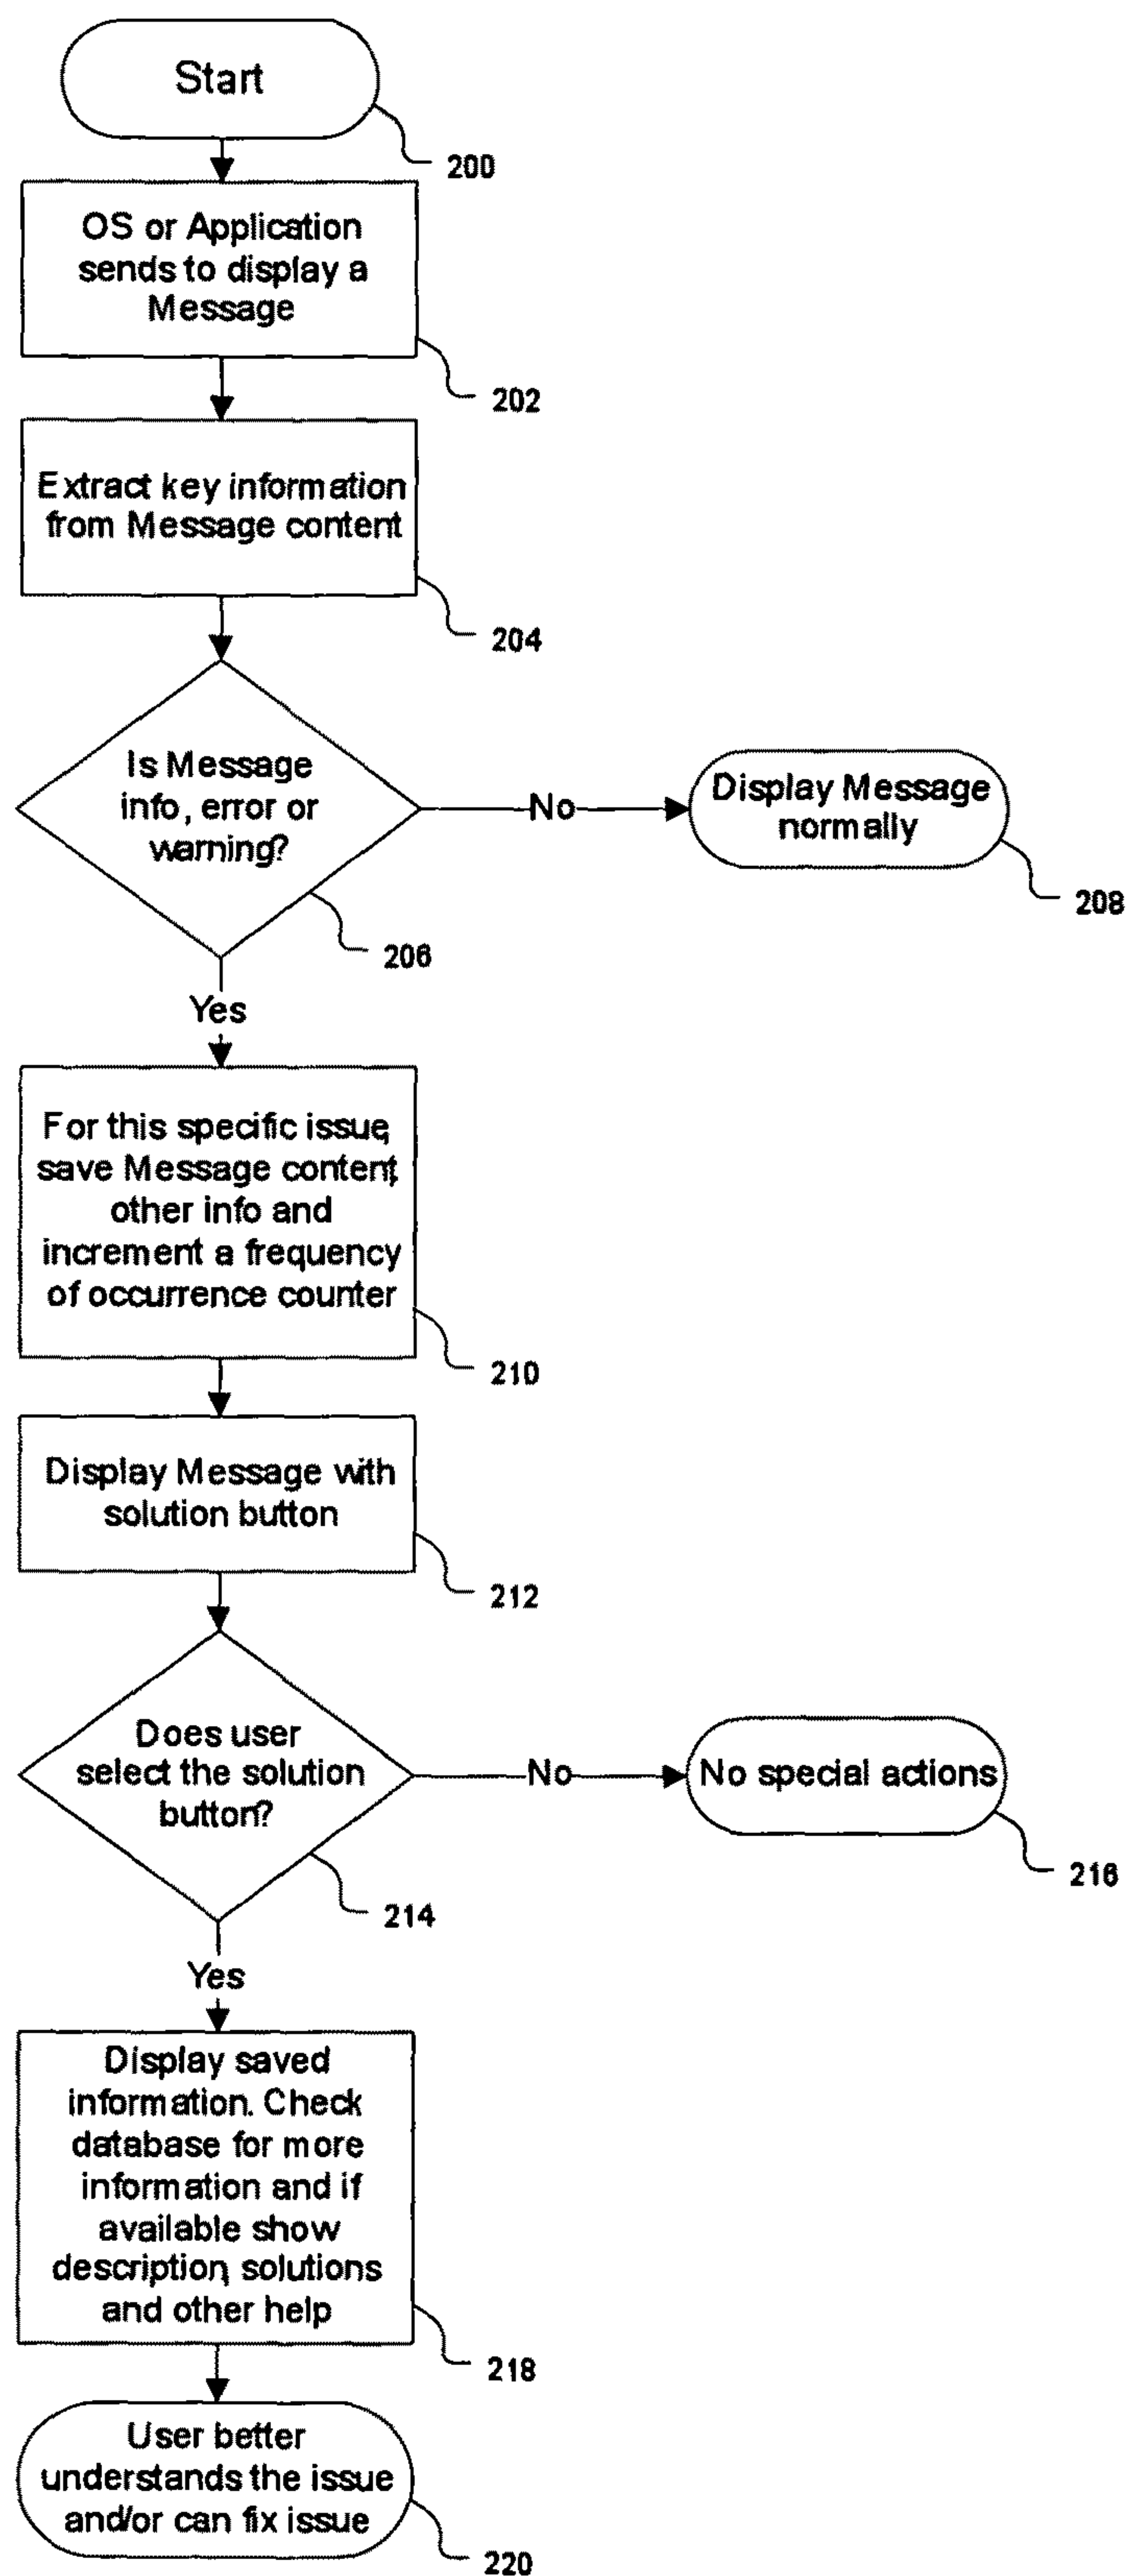 Start
200
OS or Application
sends to display a
Message
202
Extract key information
from Message content
204
Is Message
info, error or
warning?
No
Display Message
normally
208
206
Yes
For this specific issue,
save Message content,
other info and
increment a frequency
of occurrence counter
210
Display Message with
solution button
212
Does user
select the solution
button?
No
No special actions
216
214
Yes
Display saved
information. Check
database for more
information and if
available show
description, solutions
and other help
218
User better
understands the issue
and/or can fix issue
220